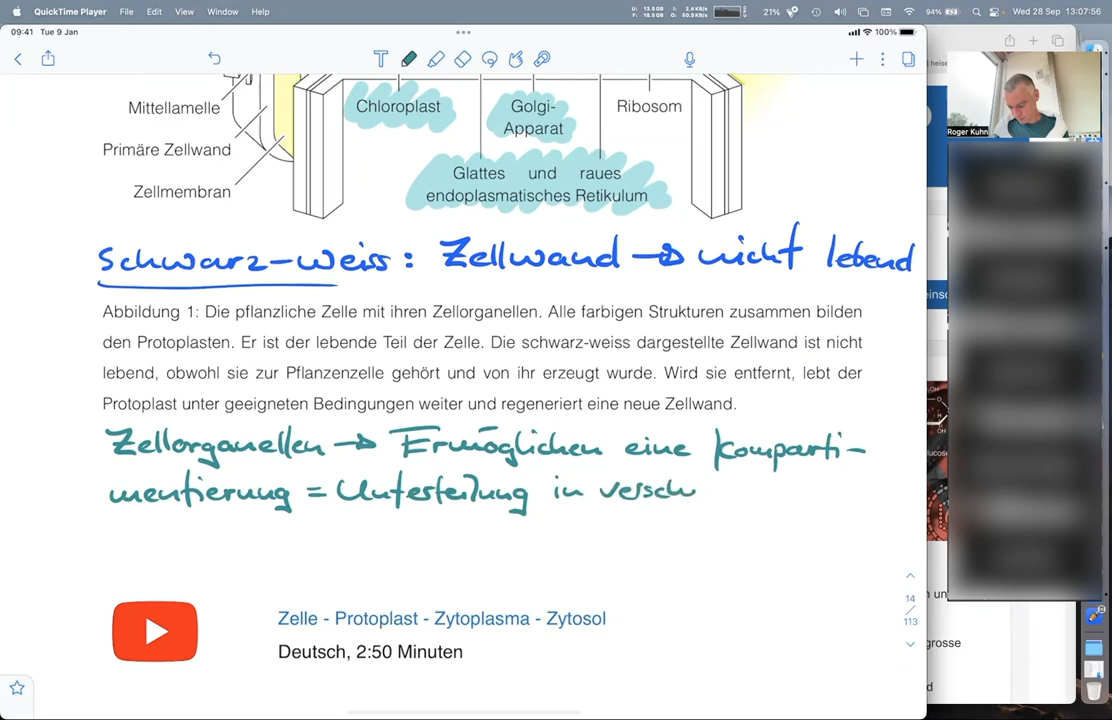 QuickTime Player File Edit View Window Help
21% 94% Wed 28 Sep 13:07:56
09:41 Tue 9 Jan
100%
Mittellamelle
Primäre Zellwand
Zellmembran
Chloroplast
Golgi-
Apparat
Ribosom
Glattes und raues
endoplasmatisches Retikulum
Roger Kuhn
Schwarz-weiss: Zellwand → nicht lebend
Abbildung 1: Die pflanzliche Zelle mit ihren Zellorganellen. Alle farbigen Strukturen zusammen bilden
den Protoplasten. Er ist der lebende Teil der Zelle. Die schwarz-weiss dargestellte Zellwand ist nicht
lebend, obwohl sie zur Pflanzenzelle gehört und von ihr erzeugt wurde. Wird sie entfernt, lebt der
Protoplast unter geeigneten Bedingungen weiter und regeneriert eine neue Zellwand.
Zellorganellen → Ermöglichen eine Komparti-
mentierung = Unterteilung in versch
14
/
113
Zelle - Protoplast - Zytoplasma - Zytosol
Deutsch, 2:50 Minuten
grosse